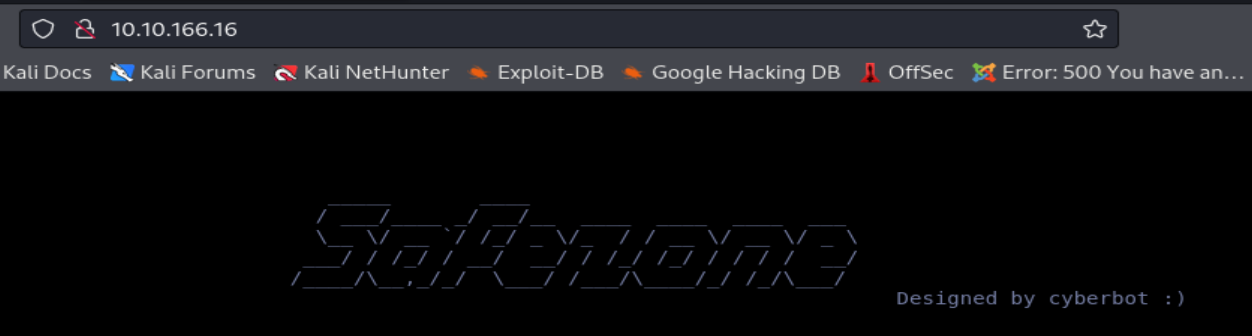 10.10.166.16
Kali Docs Kali Forums Kali NetHunter Exploit-DB Google Hacking DB OffSec Error: 500 You have an...
Safezone
Designed by cyberbot :)